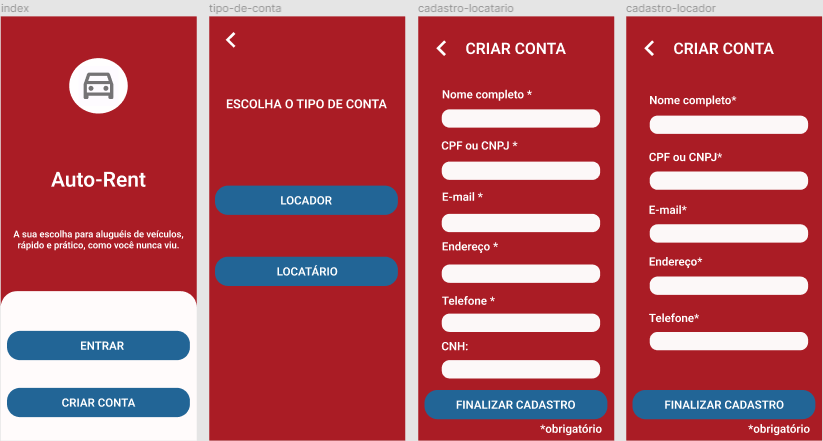 index
Auto-Rent
A sua escolha para aluguéis de veículos,
rápido e prático, como você nunca viu.
ENTRAR
CRIAR CONTA
tipo-de-conta
ESCOLHA O TIPO DE CONTA
LOCADOR
LOCATÁRIO
cadastro-locatario
CRIAR CONTA
Nome completo *
CPF ou CNPJ *
E-mail *
Endereço *
Telefone *
CNH:
FINALIZAR CADASTRO
*obrigatório
cadastro-locador
CRIAR CONTA
Nome completo*
CPF ou CNPJ*
E-mail*
Endereço*
Telefone*
FINALIZAR CADASTRO
*obrigatório